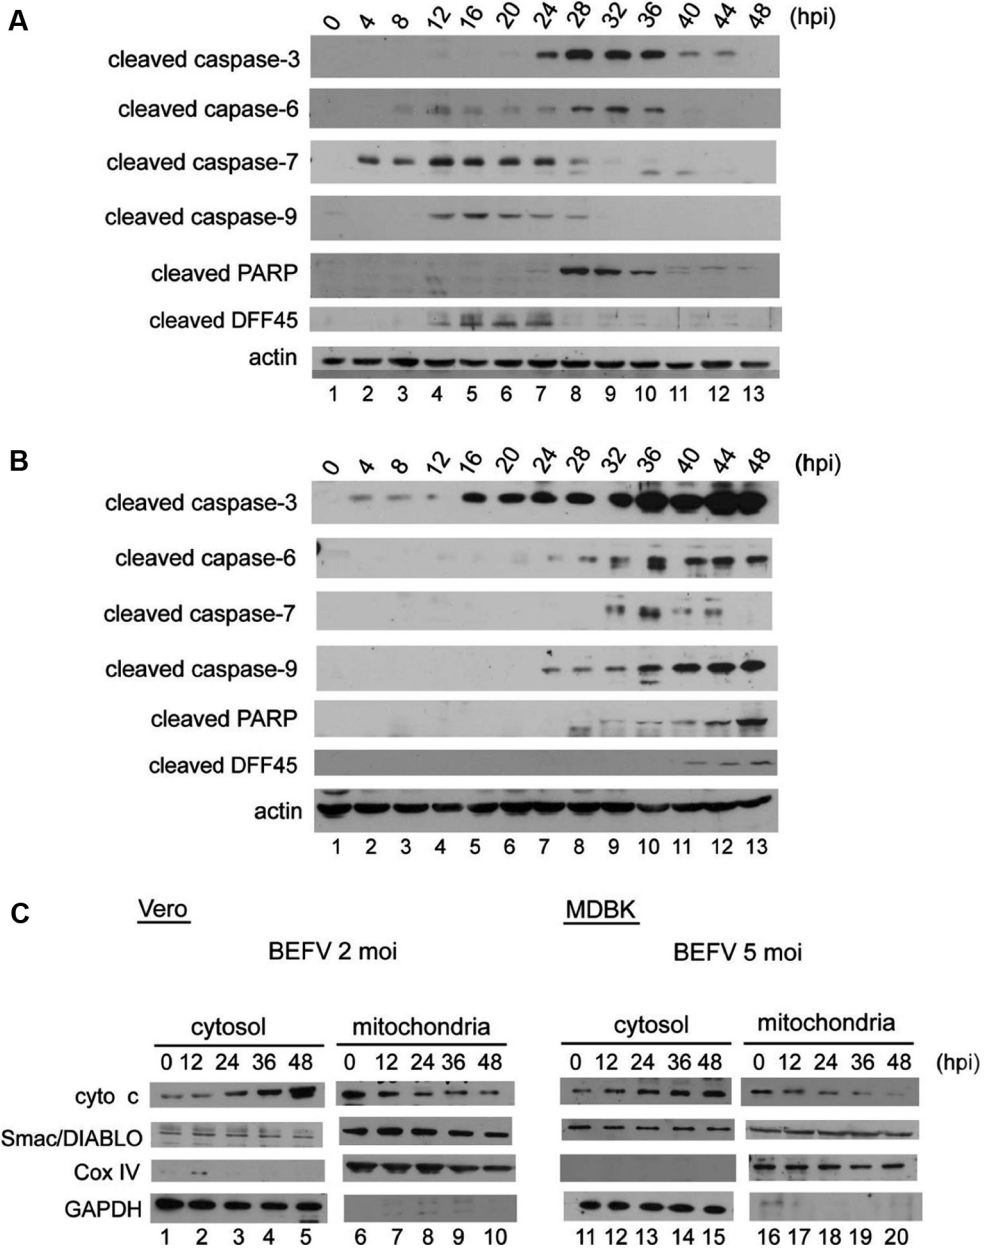 A
0 4 8 12 16 20 24 28 32 36 40 44 48 (hpi)
cleaved caspase-3
cleaved capase-6
cleaved caspase-7
cleaved caspase-9
cleaved PARP
cleaved DFF45
actin
1 2 3 4 5 6 7 8 9 10 11 12 13
B
0 4 8 12 16 20 24 28 32 36 40 44 48 (hpi)
cleaved caspase-3
cleaved capase-6
cleaved caspase-7
cleaved caspase-9
cleaved PARP
cleaved DFF45
actin
1 2 3 4 5 6 7 8 9 10 11 12 13
C
Vero MDBK
BEFV 2 moi BEFV 5 moi
cytosol mitochondria cytosol mitochondria
0 12 24 36 48 0 12 24 36 48 0 12 24 36 48 0 12 24 36 48 (hpi)
cyto c
Smac/DIABLO
Cox IV
GAPDH
1 2 3 4 5 6 7 8 9 10 11 12 13 14 15 16 17 18 19 20